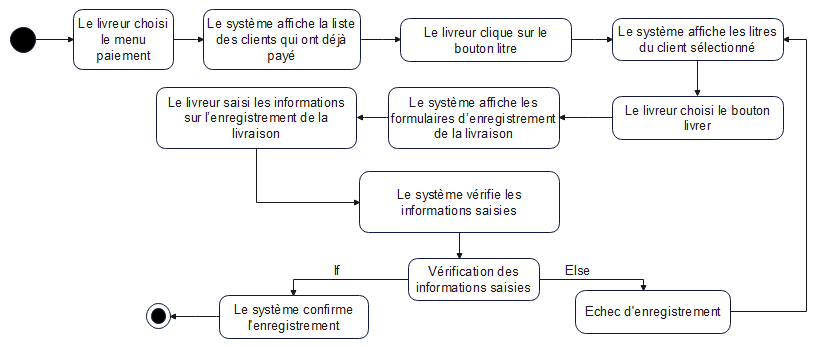 Le livreur choisi
le menu
paiement
Le système affiche la liste
des clients qui ont déjà
payé
Le livreur clique sur le
bouton litre
Le système affiche les litres
du client sélectionné
Le livreur choisi le bouton
livrer
Le système affiche les
formulaires d'enregistrement
de la livraison
Le livreur saisi les informations
sur l'enregistrement de la
livraison
Le système vérifie les
informations saisies
Vérification des
informations saisies
If
Else
Le système confirme
l'enregistrement
Echec d'enregistrement